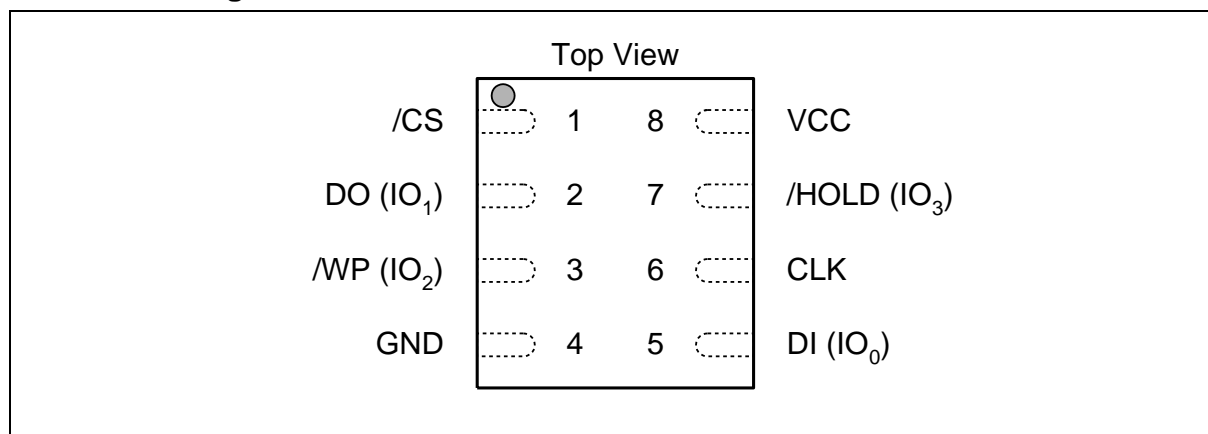 Top View
/CS 1 8 VCC
DO (IO₁) 2 7 /HOLD (IO₃)
/WP (IO₂) 3 6 CLK
GND 4 5 DI (IO₀)